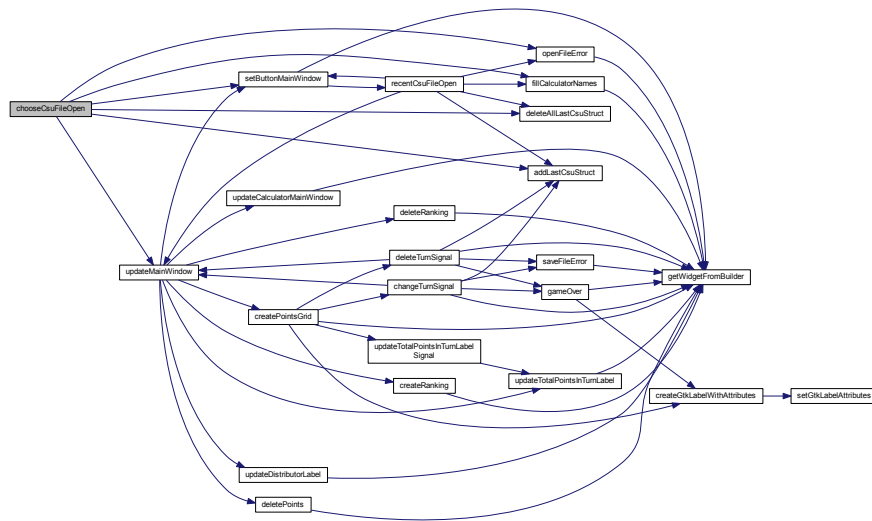 openFileError
setButtonMainWindow
recentCsuFileOpen
fillCalculatorNames
chooseCsuFileOpen
deleteAllLastCsuStruct
addLastCsuStruct
updateCalculatorMainWindow
deleteRanking
deleteTurnSignal
saveFileError
updateMainWindow
getWidgetFromBuilder
changeTurnSignal
gameOver
createPointsGrid
updateTotalPointsInTurnLabel
Signal
createRanking
updateTotalPointsInTurnLabel
createGtkLabelWithAttributes
setGtkLabelAttributes
updateDistributorLabel
deletePoints